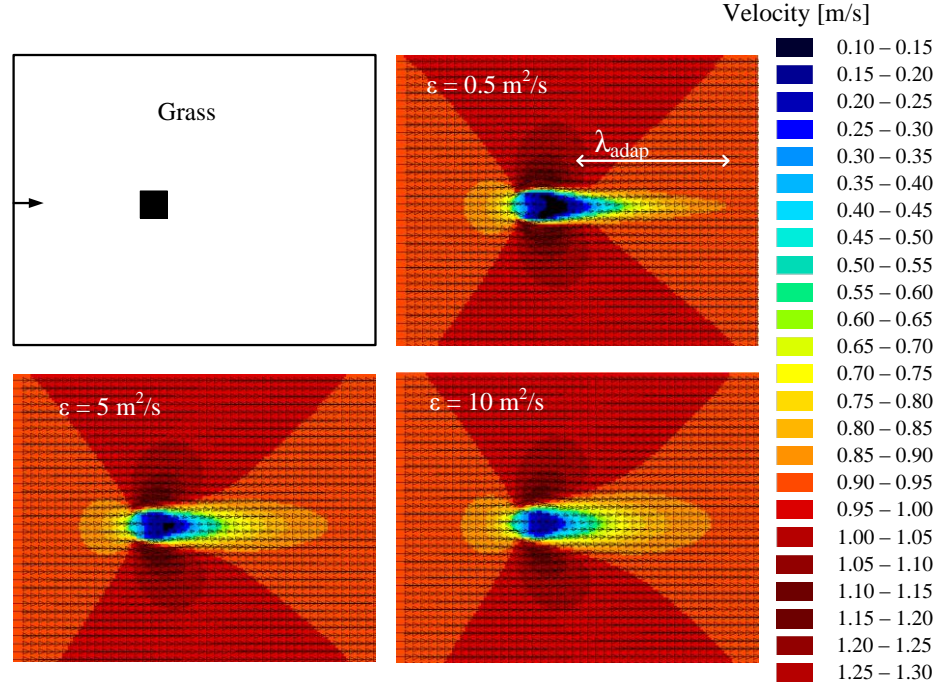 Velocity [m/s]
Grass
ε = 0.5 m²/s
λadap
ε = 5 m²/s
ε = 10 m²/s
0.10 – 0.15
0.15 – 0.20
0.20 – 0.25
0.25 – 0.30
0.30 – 0.35
0.35 – 0.40
0.40 – 0.45
0.45 – 0.50
0.50 – 0.55
0.55 – 0.60
0.60 – 0.65
0.65 – 0.70
0.70 – 0.75
0.75 – 0.80
0.80 – 0.85
0.85 – 0.90
0.90 – 0.95
0.95 – 1.00
1.00 – 1.05
1.05 – 1.10
1.10 – 1.15
1.15 – 1.20
1.20 – 1.25
1.25 – 1.30